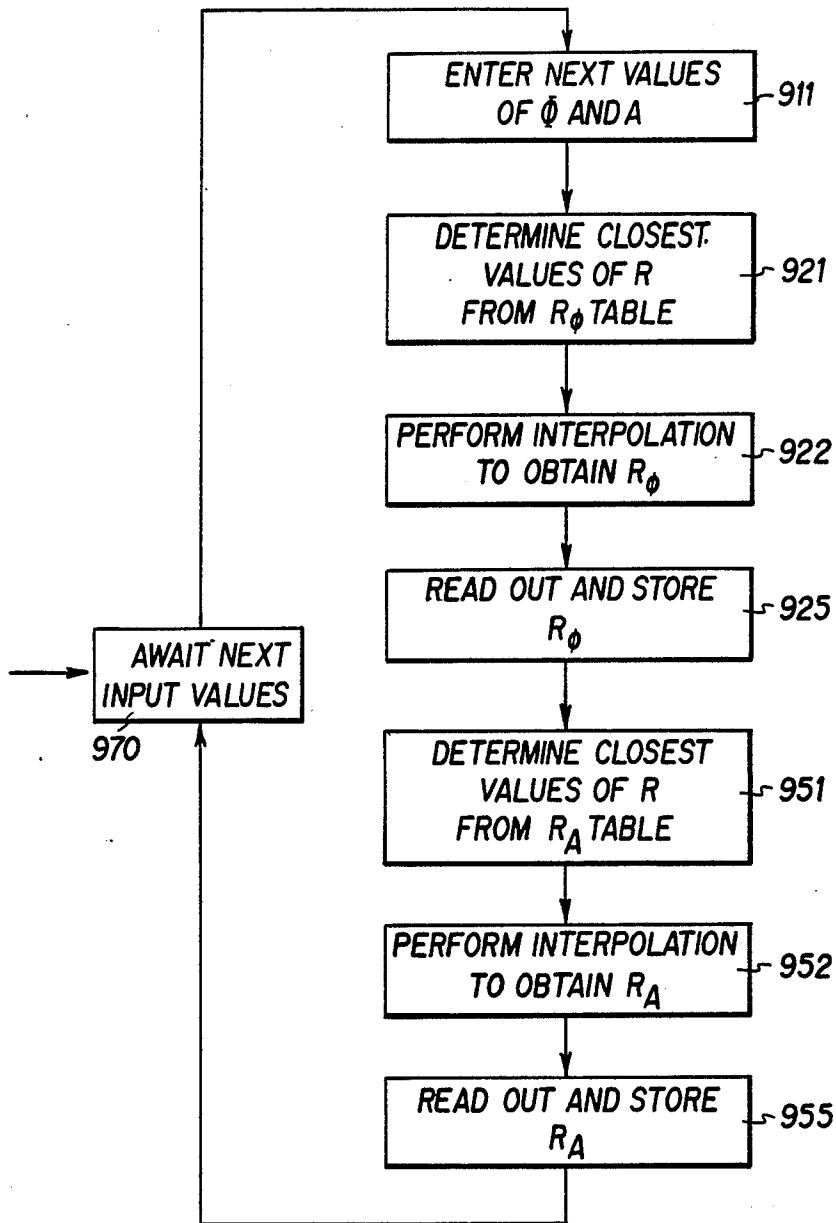 ENTER NEXT VALUES
OF Φ AND A
911
DETERMINE CLOSEST
VALUES OF R
FROM Rϕ TABLE
921
PERFORM INTERPOLATION
TO OBTAIN Rϕ
922
READ OUT AND STORE
Rϕ
925
AWAIT NEXT
INPUT VALUES
970
DETERMINE CLOSEST
VALUES OF R
FROM RA TABLE
951
PERFORM INTERPOLATION
TO OBTAIN RA
952
READ OUT AND STORE
RA
955